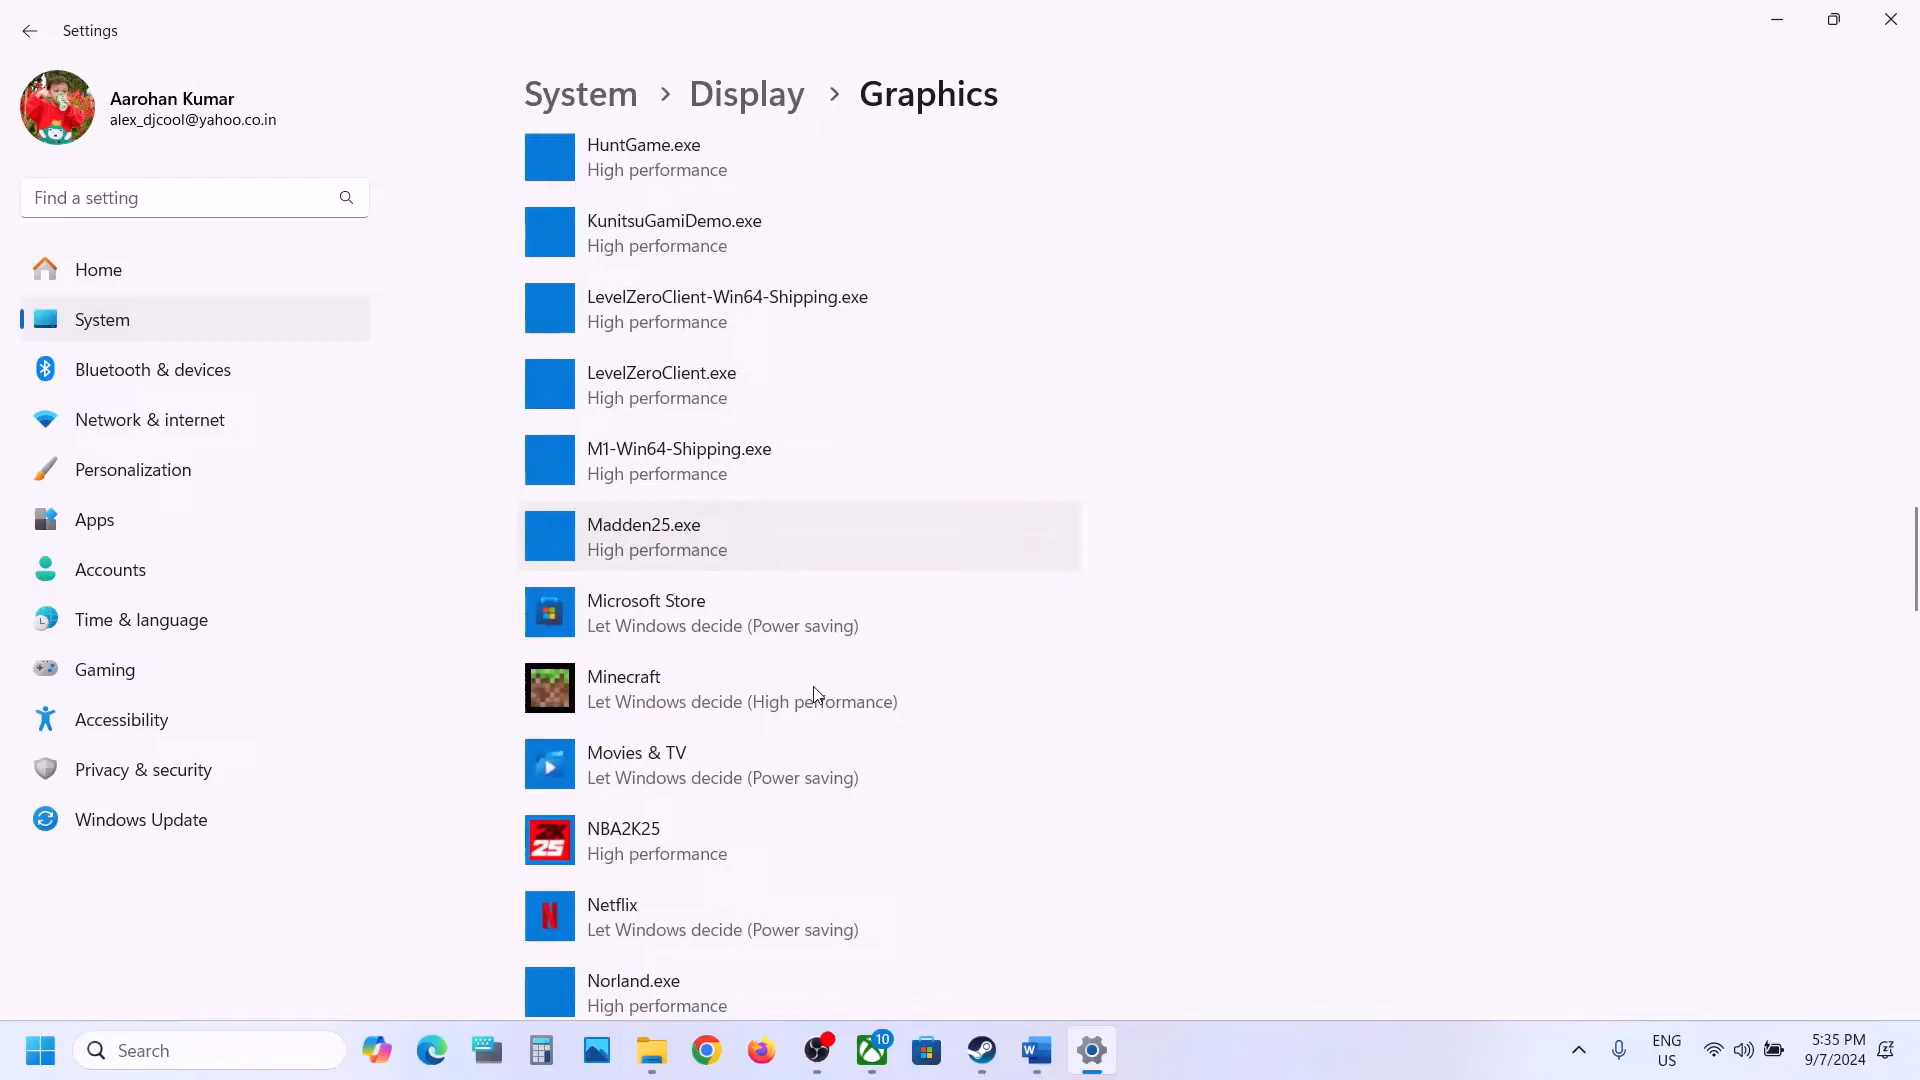 Settings
Aarohan Kumar
alex_djcool@yahoo.co.in
Find a setting
Home
System
Bluetooth & devices
Network & internet
Personalization
Apps
Accounts
Time & language
Gaming
Accessibility
Privacy & security
Windows Update
System > Display > Graphics
HuntGame.exe
High performance
KunitsuGamiDemo.exe
High performance
LevelZeroClient-Win64-Shipping.exe
High performance
LevelZeroClient.exe
High performance
M1-Win64-Shipping.exe
High performance
Madden25.exe
High performance
Microsoft Store
Let Windows decide (Power saving)
Minecraft
Let Windows decide (High performance)
Movies & TV
Let Windows decide (Power saving)
2K
25
NBA2K25
High performance
N
Netflix
Let Windows decide (Power saving)
Norland.exe
High performance
Search
10
W
ENG
US
5:35 PM
9/7/2024